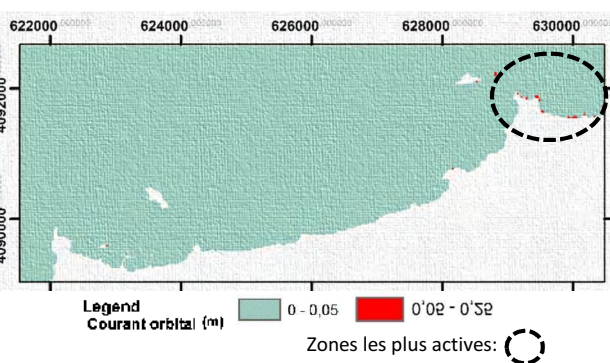 622000 624000 626000 628000 630000
4092000
4090000
Legend
Courant orbital (m)
0 - 0,05 0,05 - 0,25
Zones les plus actives: